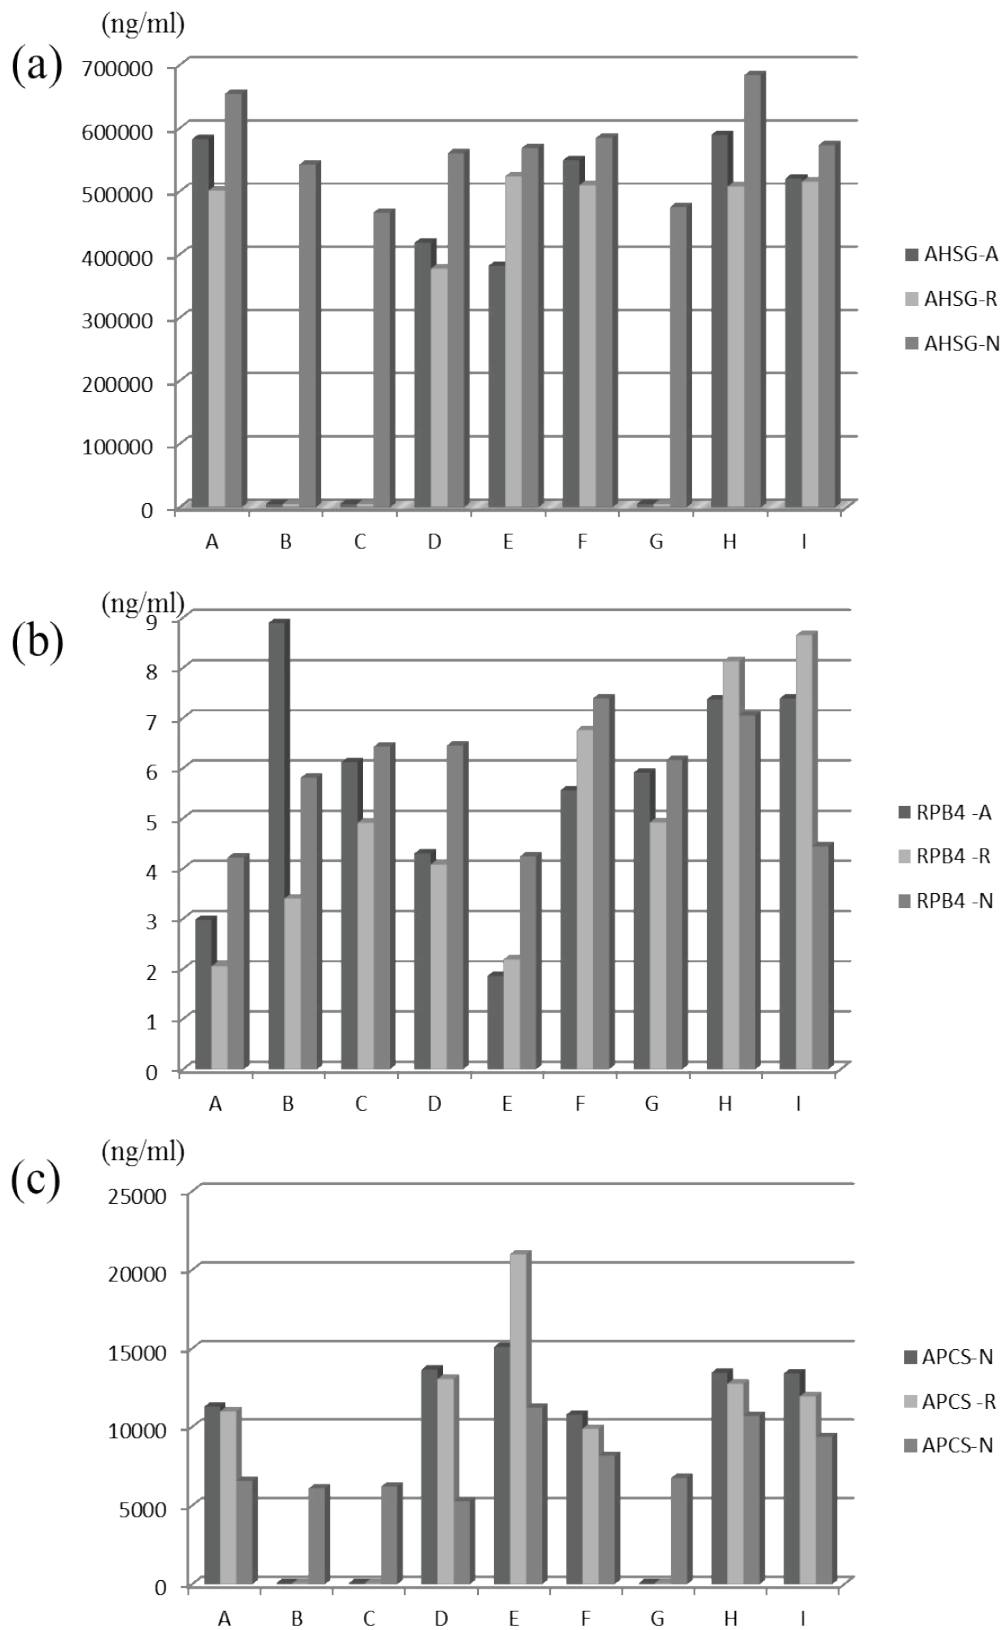 (ng/ml)
(a)
700000
600000
500000
400000
300000
200000
100000
0
A B C D E F G H I
AHSG-A
AHSG-R
AHSG-N
(ng/ml)
(b)
9
8
7
6
5
4
3
2
1
0
A B C D E F G H I
RPB4 -A
RPB4 -R
RPB4 -N
(ng/ml)
(c)
25000
20000
15000
10000
5000
0
A B C D E F G H I
APCS-N
APCS -R
APCS-N